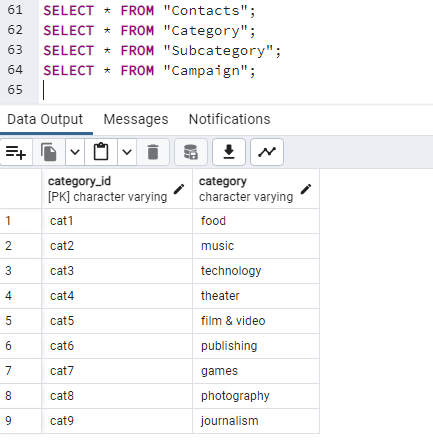 61 SELECT * FROM "Contacts";
62 SELECT * FROM "Category";
63 SELECT * FROM "Subcategory";
64 SELECT * FROM "Campaign";
65
Data Output Messages Notifications
category_id category
[PK] character varying character varying
1 cat1 food
2 cat2 music
3 cat3 technology
4 cat4 theater
5 cat5 film & video
6 cat6 publishing
7 cat7 games
8 cat8 photography
9 cat9 journalism